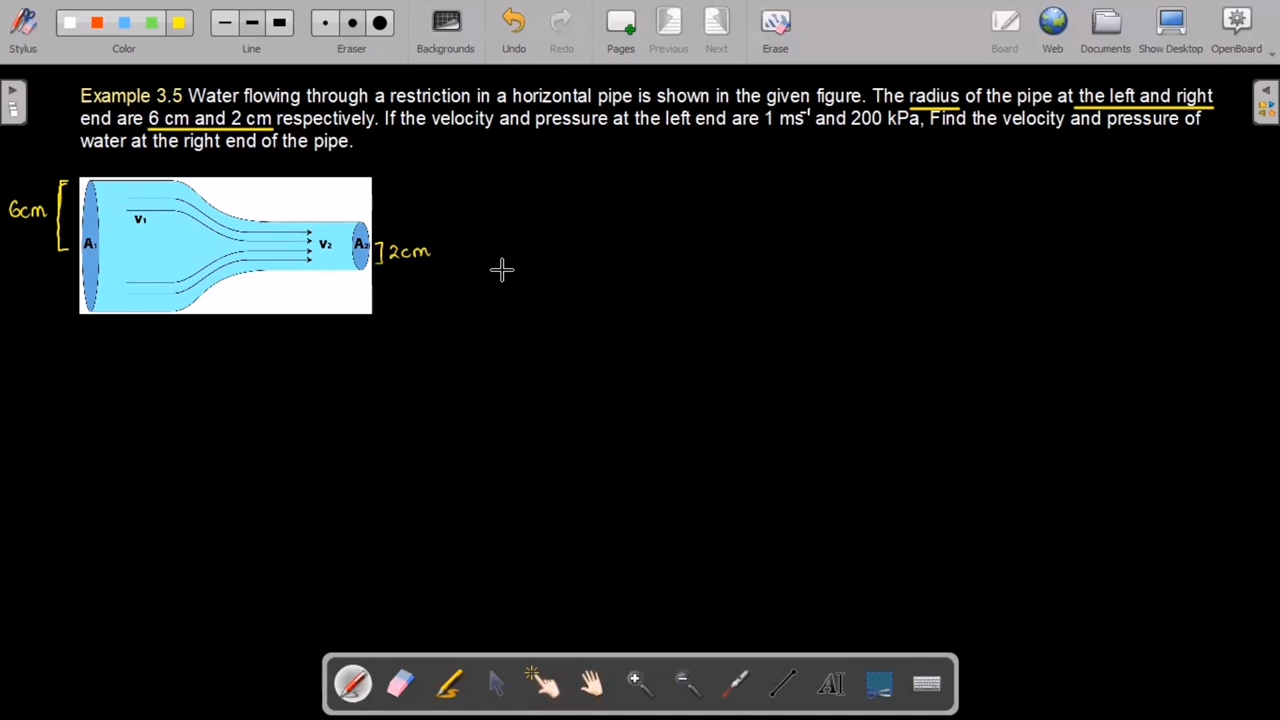 Stylus Color Line Eraser Backgrounds Undo Redo Pages Previous Next Erase Board Web Documents Show Desktop OpenBoard
Example 3.5 Water flowing through a restriction in a horizontal pipe is shown in the given figure. The radius of the pipe at the left and right
end are 6 cm and 2 cm respectively. If the velocity and pressure at the left end are 1 ms⁻¹ and 200 kPa, Find the velocity and pressure of
water at the right end of the pipe.
6cm
v₁
A₁
v₂
A₂
2cm
AI